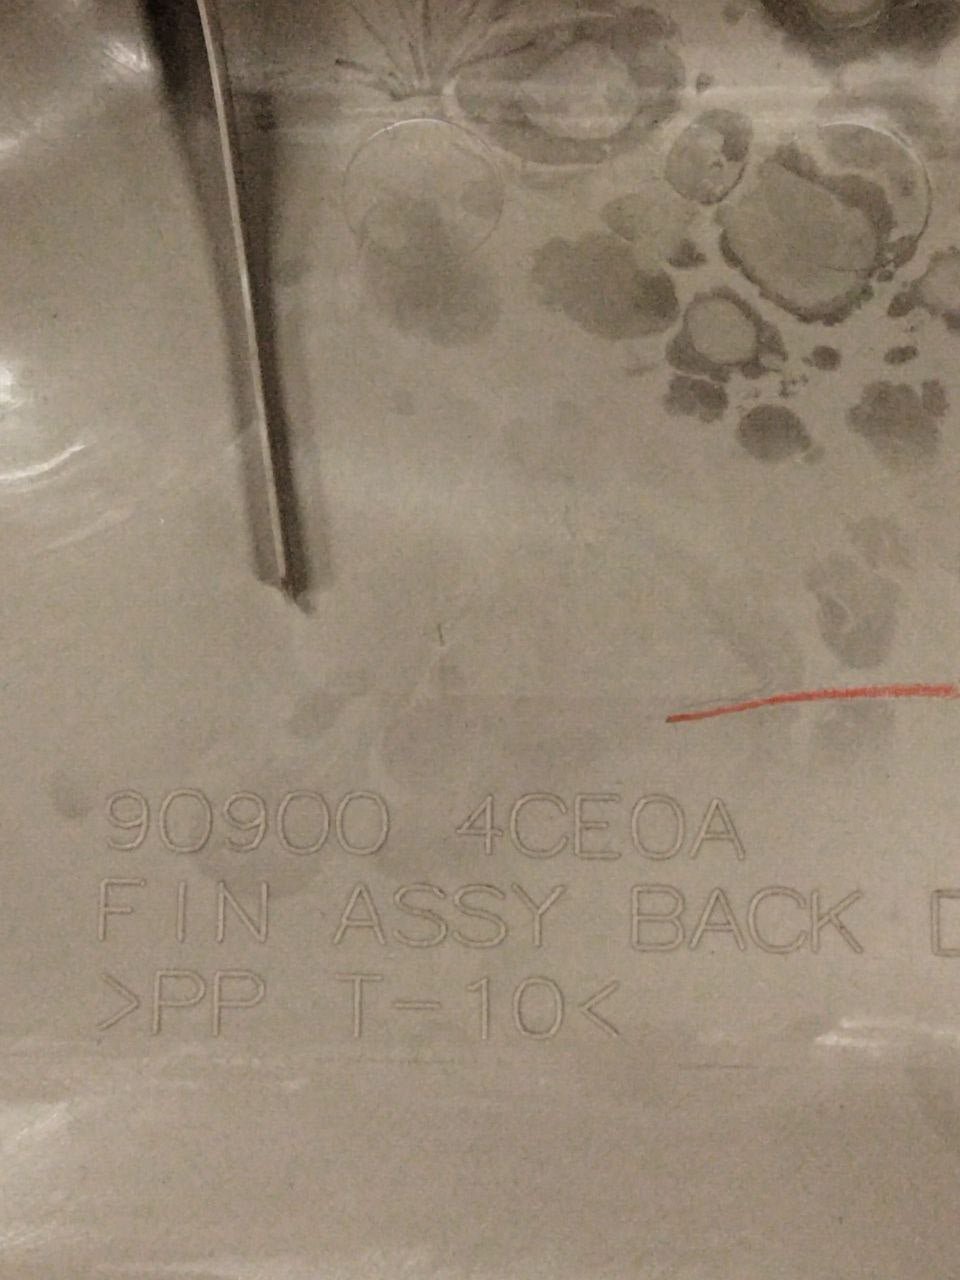 90900 4CE0A
FIN ASSY BACK D
>PP T-10<